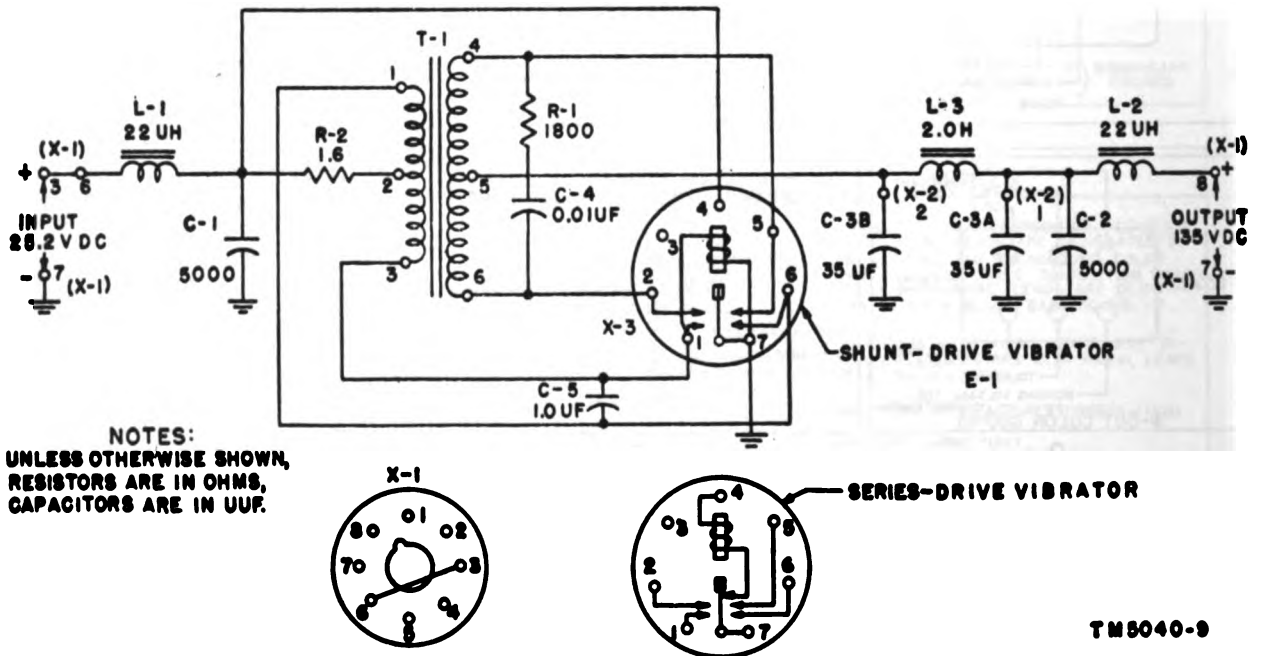 T-1
4
1
L-1
22 UH
R-2
1.6
R-1
1800
L-3
2.0H
L-2
22 UH
(X-1)
(X-1)
+
3
6
2
5
8
+
INPUT
25.2 V DC
C-1
5000
C-4
0.01UF
4
5
C-3B
(X-2)
2
C-3A
(X-2)
1
C-2
OUTPUT
135 VDC
3
35 UF
35UF
5000
-
7
(X-1)
3
6
2
6
(X-1)
7
-
X-3
1
7
SHUNT-DRIVE VIBRATOR
E-1
C-5
1.0UF
NOTES:
UNLESS OTHERWISE SHOWN,
RESISTORS ARE IN OHMS,
CAPACITORS ARE IN UUF.
X-1
1
8
2
7
3
6
4
5
4
SERIES-DRIVE VIBRATOR
3
5
2
6
1
7
TM5040-9